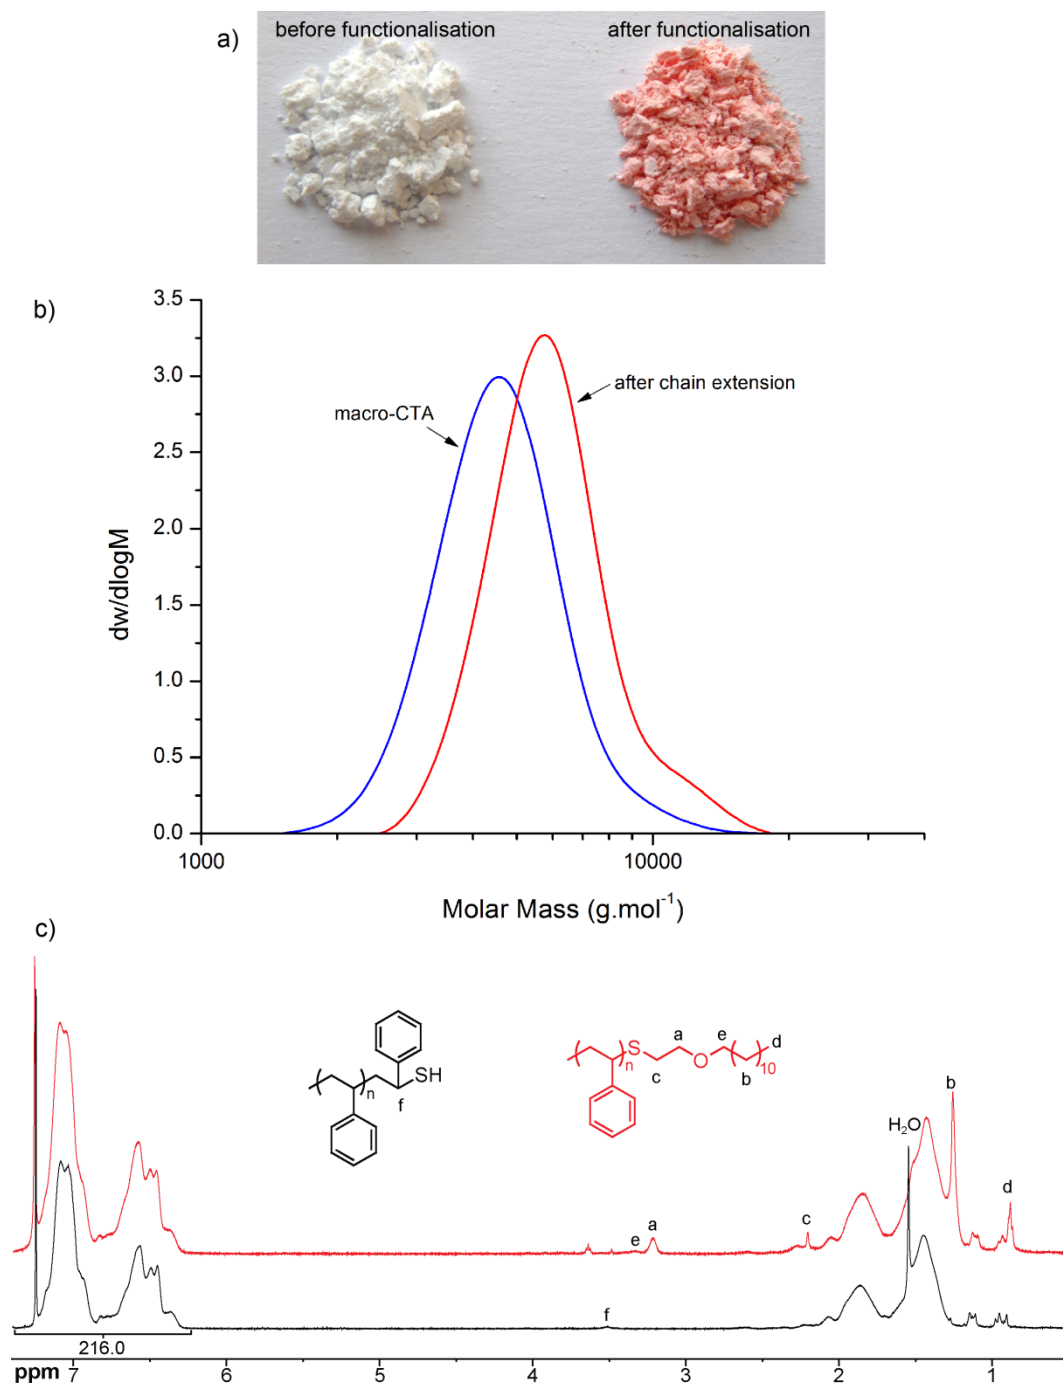 a)
before functionalisation
after functionalisation
b)
3.5
3.0
2.5
2.0
1.5
1.0
0.5
0.0
dw/dlogM
macro-CTA
after chain extension
1000
10000
Molar Mass (g.mol⁻¹)
c)
n
SH
f
S
n
a
O
e
d
c
b
10
H₂O
b
d
c
a
e
f
216.0
ppm 7 6 5 4 3 2 1